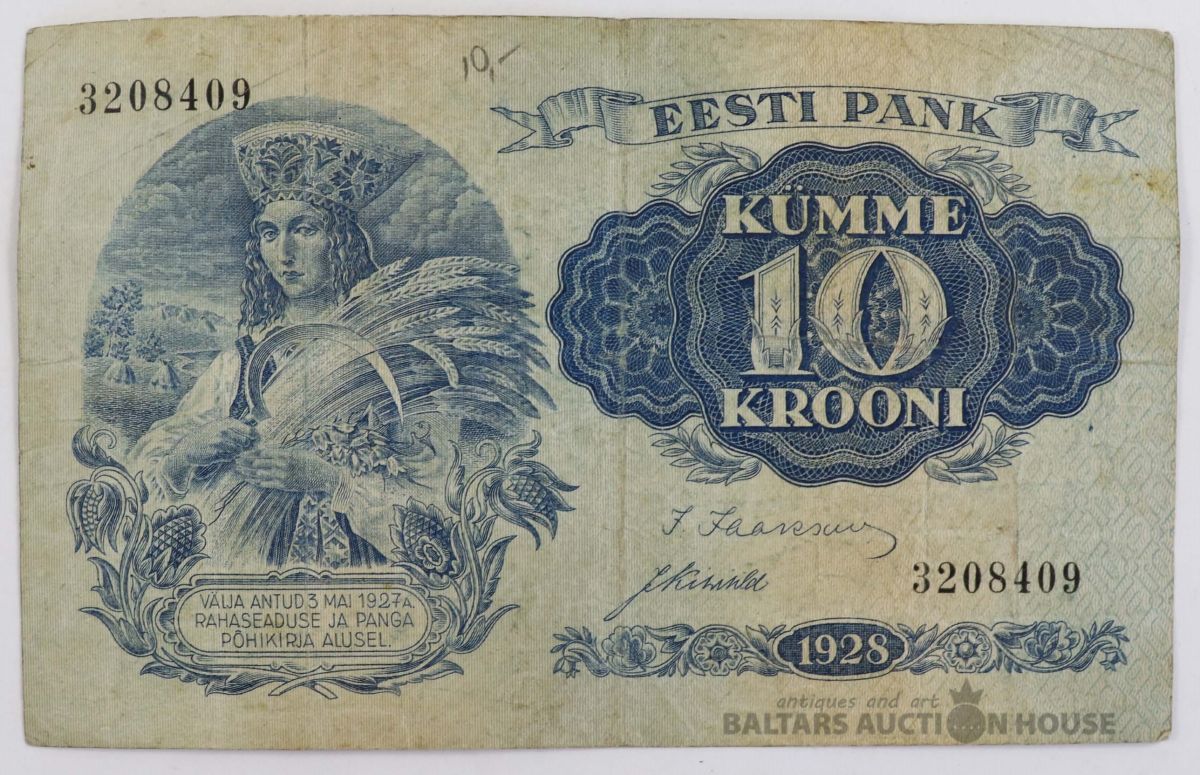 3208409
10,-
EESTI PANK
KÜMME
10
KROONI
J. Jaakson
3208409
VÄLJA ANTUD 3 MAI 1927 A.
RAHASEADUSE JA PANGA
PÕHIKIRJA ALUSEL.
1928
antiques and art
BALTARS AUCTION HOUSE